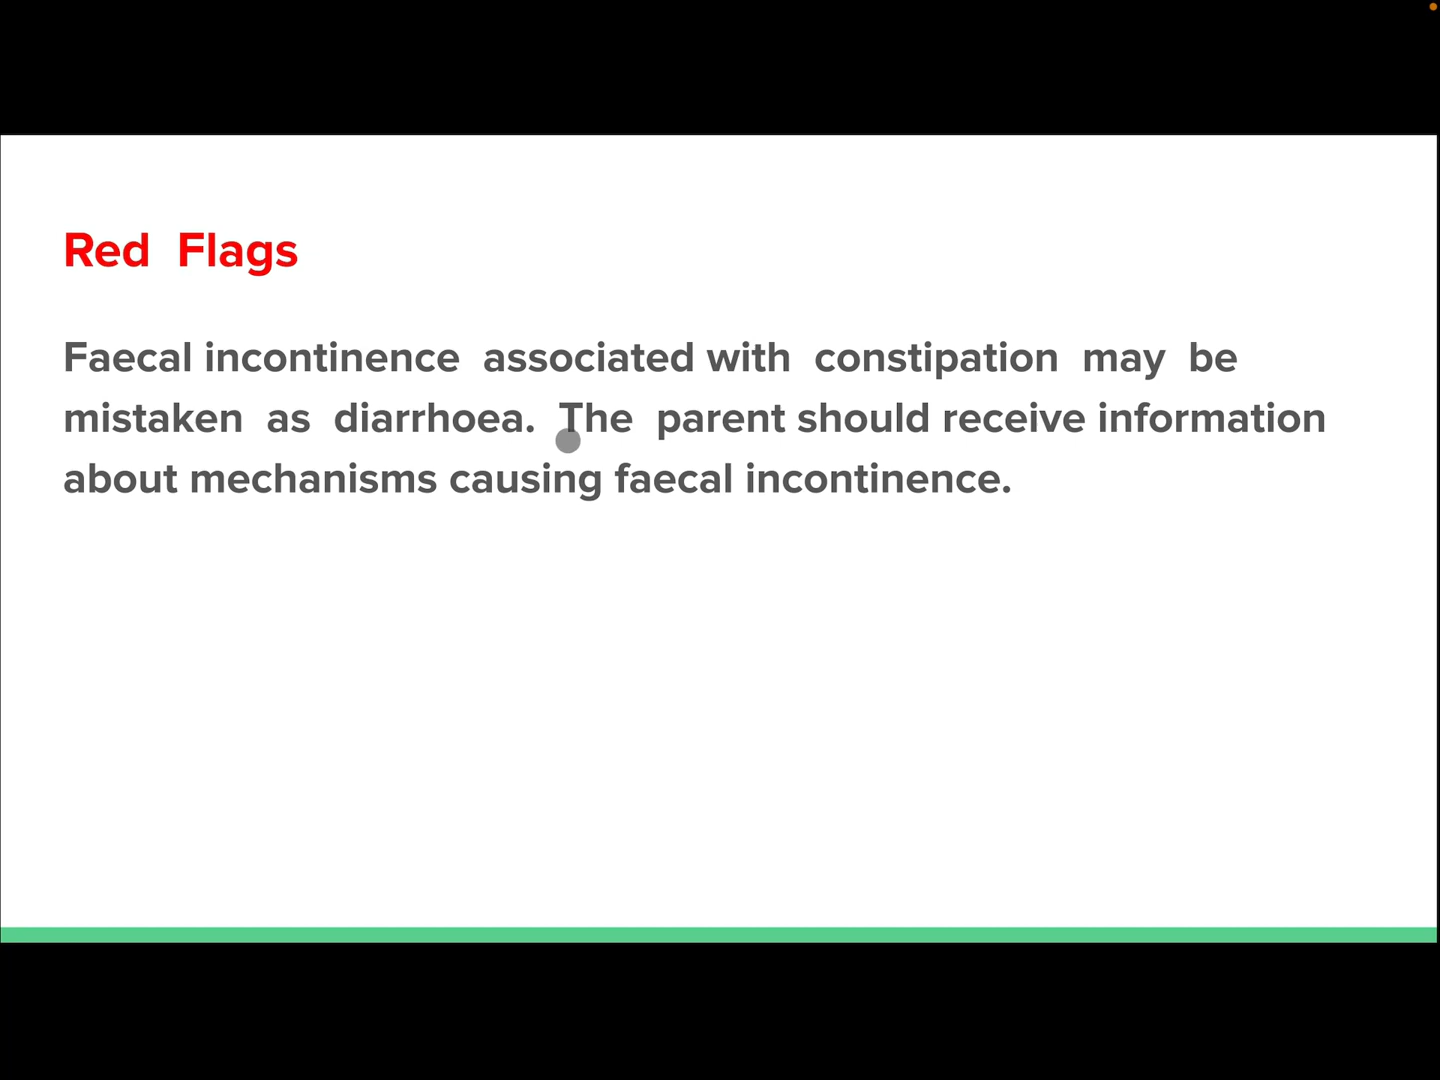 Red Flags
Faecal incontinence associated with constipation may be
mistaken as diarrhoea. The parent should receive information
about mechanisms causing faecal incontinence.